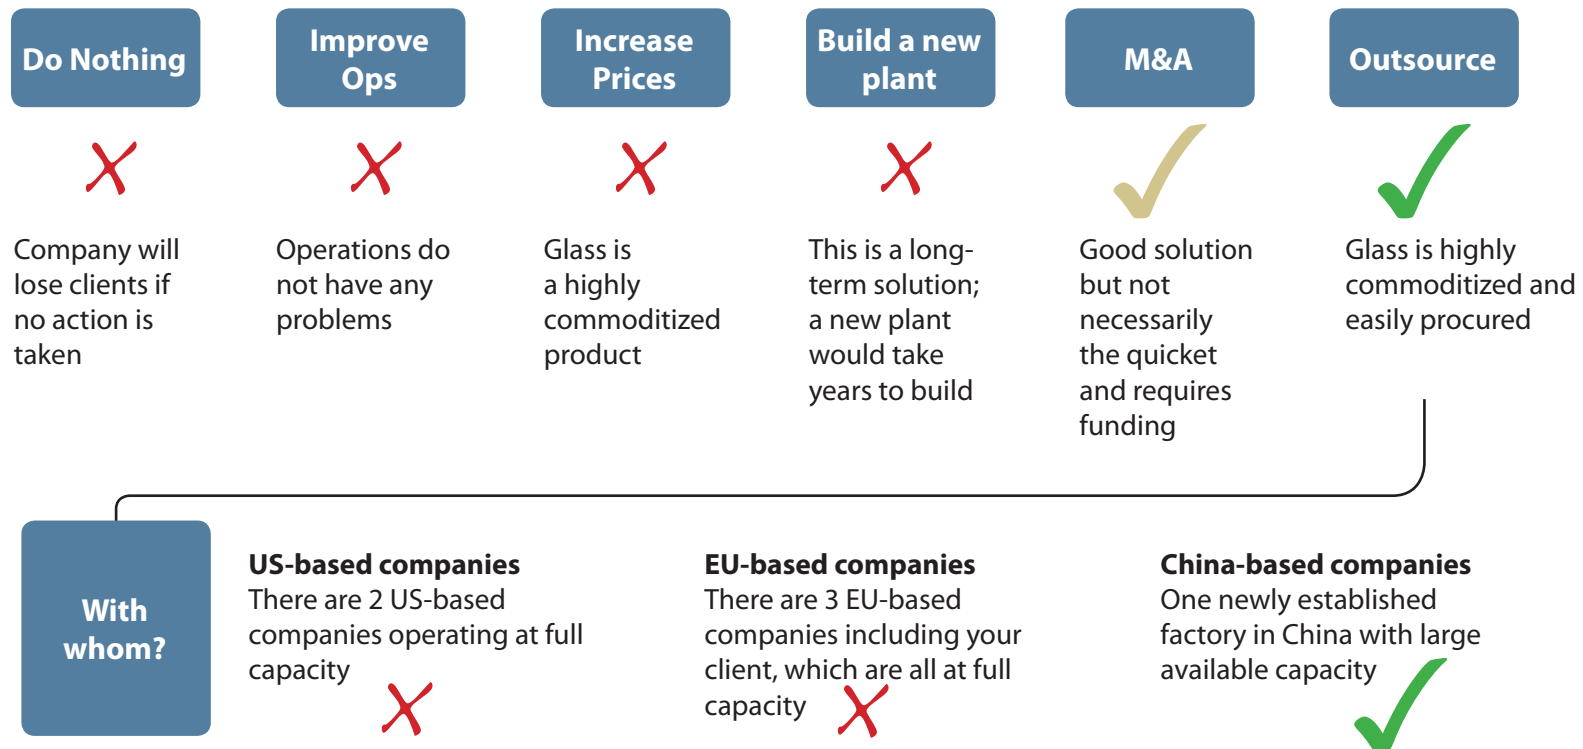 Do Nothing
Improve
Ops
Increase
Prices
Build a new
plant
M&A
Outsource
Company will
lose clients if
no action is
taken
Operations do
not have any
problems
Glass is
a highly
commoditized
product
This is a long-
term solution;
a new plant
would take
years to build
Good solution
but not
necessarily
the quicket
and requires
funding
Glass is highly
commoditized and
easily procured
With
whom?
US-based companies
There are 2 US-based
companies operating at full
capacity
EU-based companies
There are 3 EU-based
companies including your
client, which are all at full
capacity
China-based companies
One newly established
factory in China with large
available capacity